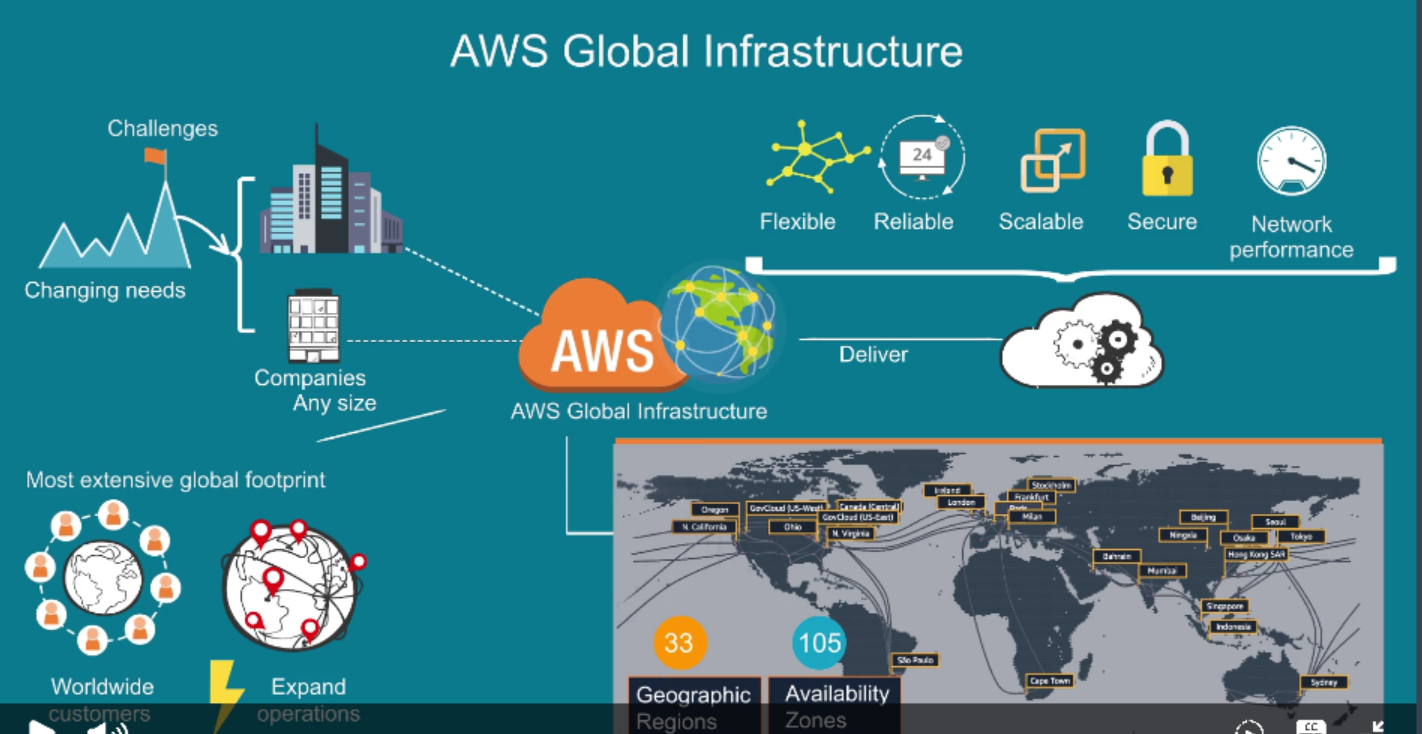 AWS Global Infrastructure
Challenges
Changing needs
Companies
Any size
Flexible
Reliable
24
Scalable
Secure
Network
performance
AWS
AWS Global Infrastructure
Deliver
Most extensive global footprint
Worldwide
customers
Expand
operations
Oregon
N. California
GovCloud (US-West)
Canada (Central)
GovCloud (US-East)
Ohio
N. Virginia
Ireland
London
Stockholm
Frankfurt
Paris
Milan
Beijing
Ningxia
Seoul
Osaka
Tokyo
Hong Kong SAR
Bahrain
Mumbai
Singapore
Indonesia
São Paulo
Cape Town
Sydney
33
Geographic
Regions
105
Availability
Zones
CC